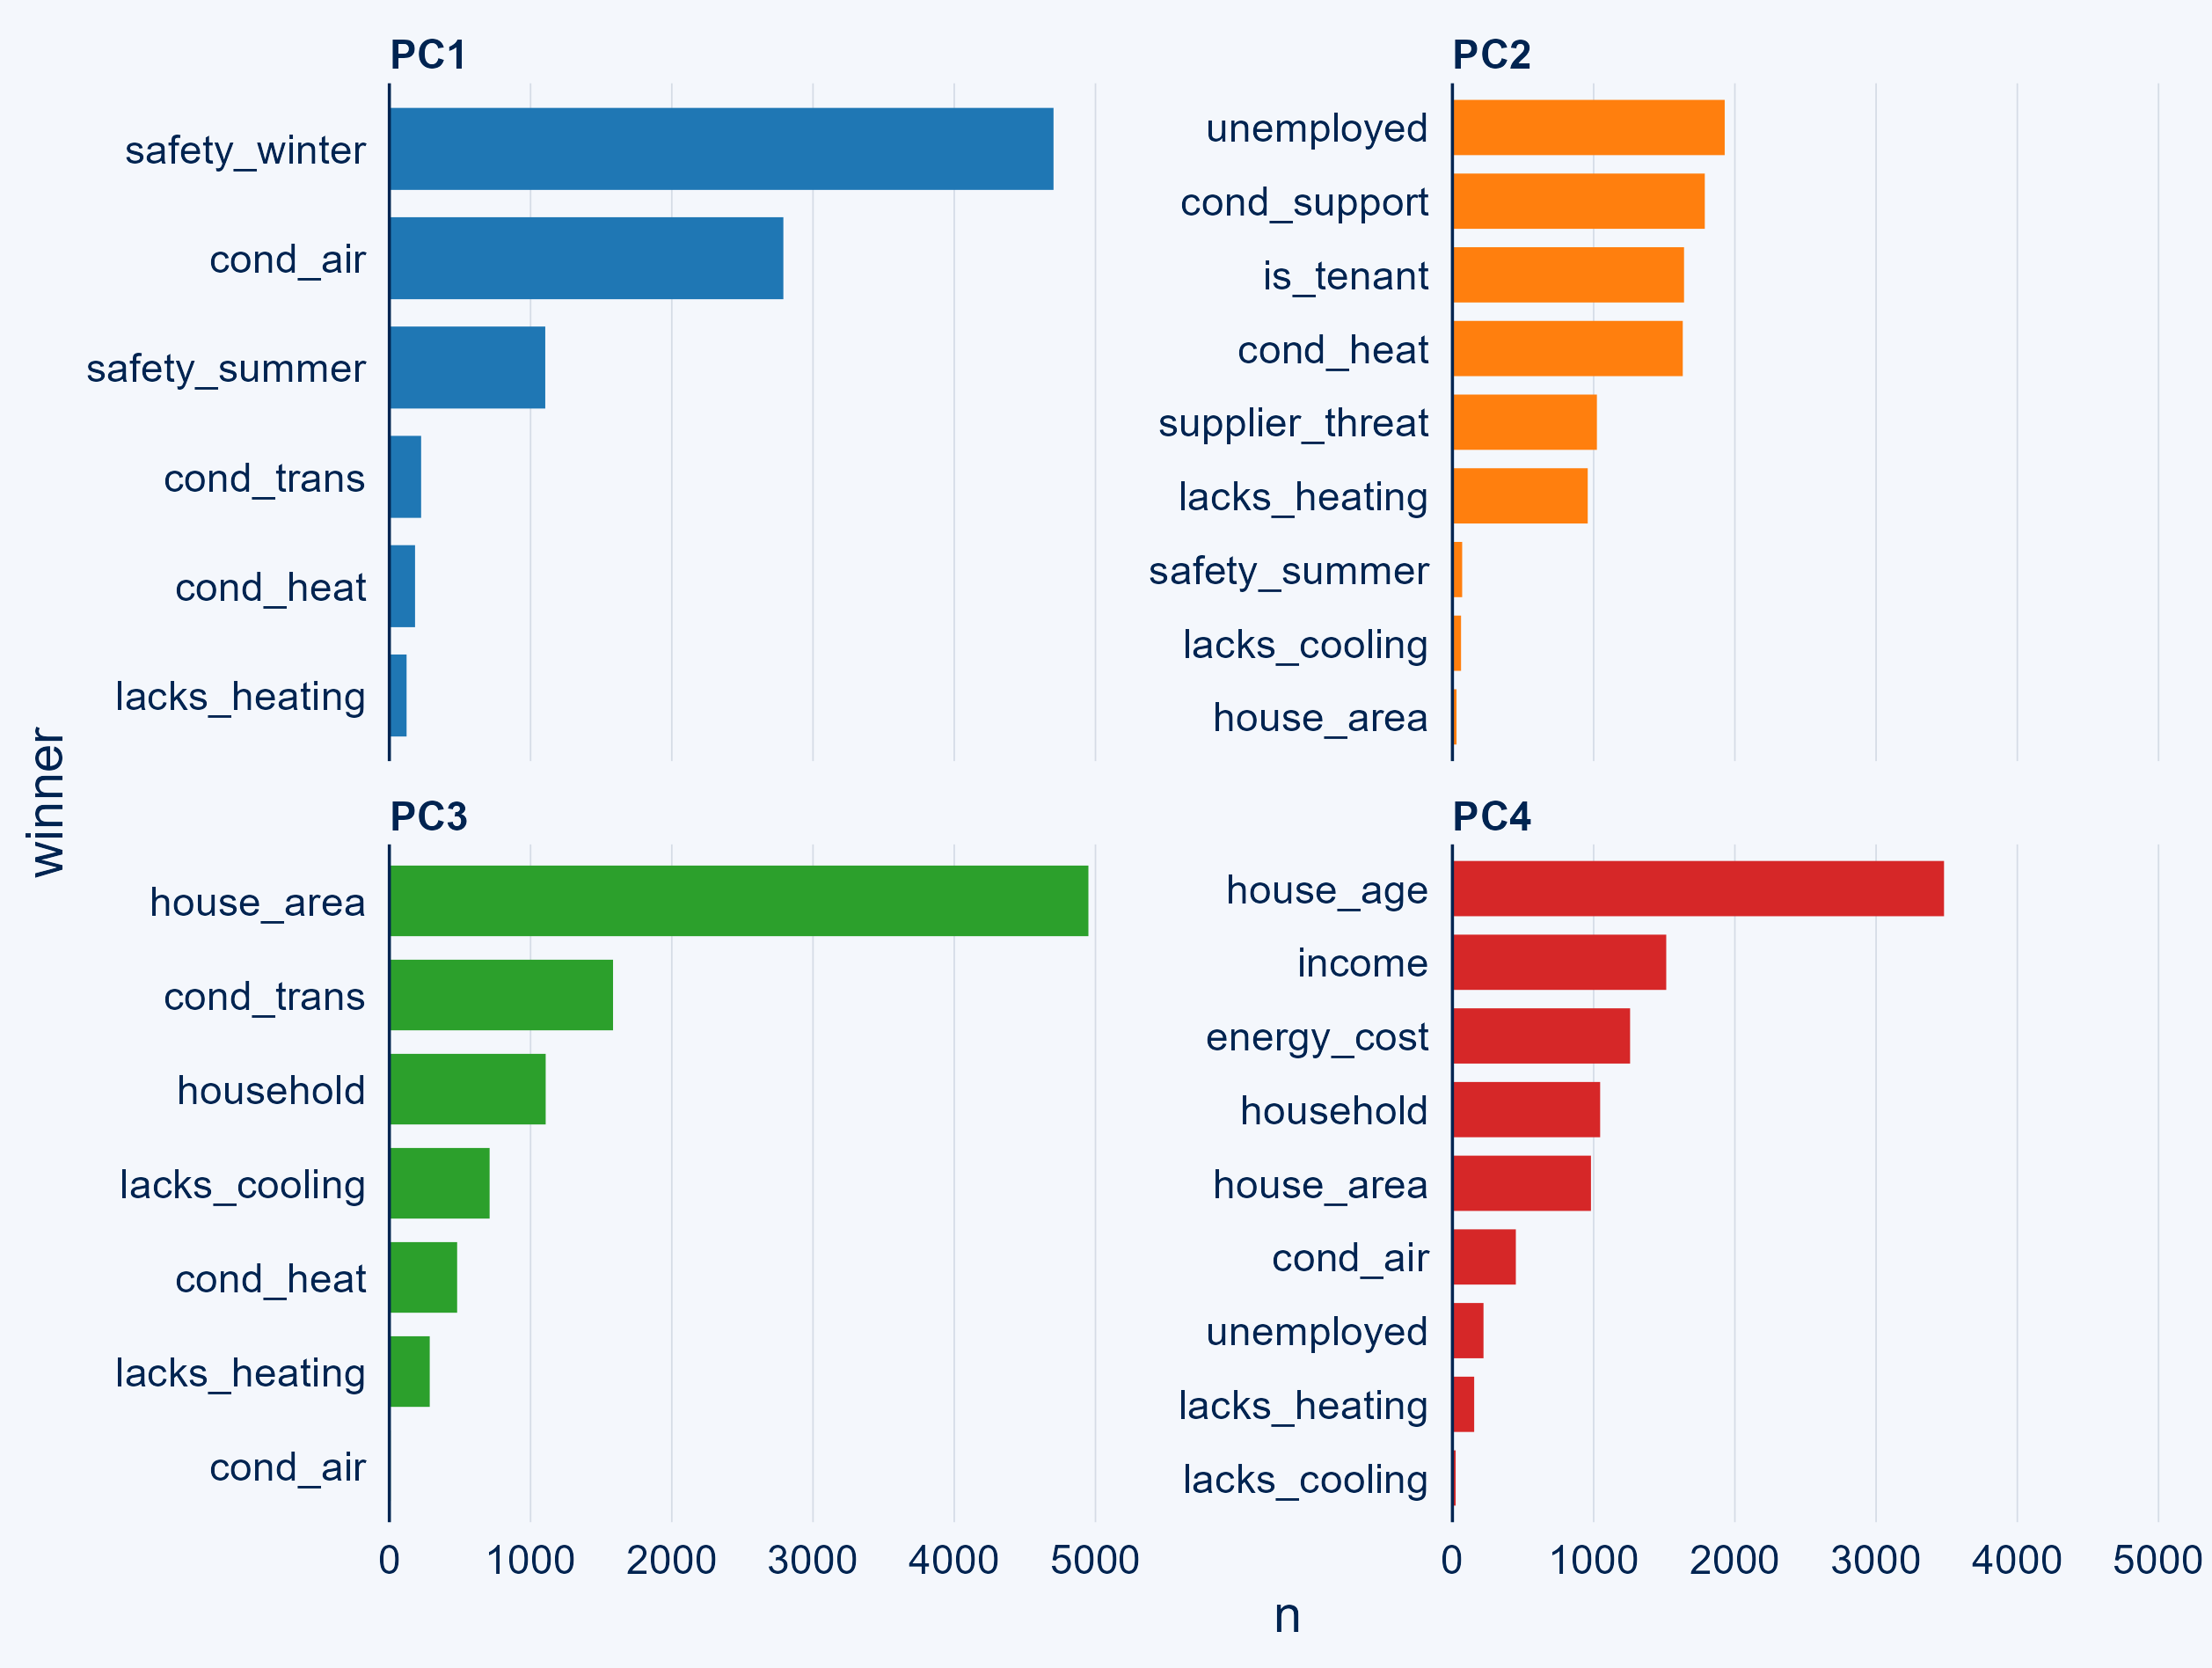 PC1
safety_winter
cond_air
safety_summer
cond_trans
cond_heat
lacks_heating
PC2
unemployed
cond_support
is_tenant
cond_heat
supplier_threat
lacks_heating
safety_summer
lacks_cooling
house_area
winner
PC3
house_area
cond_trans
household
lacks_cooling
cond_heat
lacks_heating
cond_air
0 1000 2000 3000 4000 5000
PC4
house_age
income
energy_cost
household
house_area
cond_air
unemployed
lacks_heating
lacks_cooling
0 1000 2000 3000 4000 5000
n